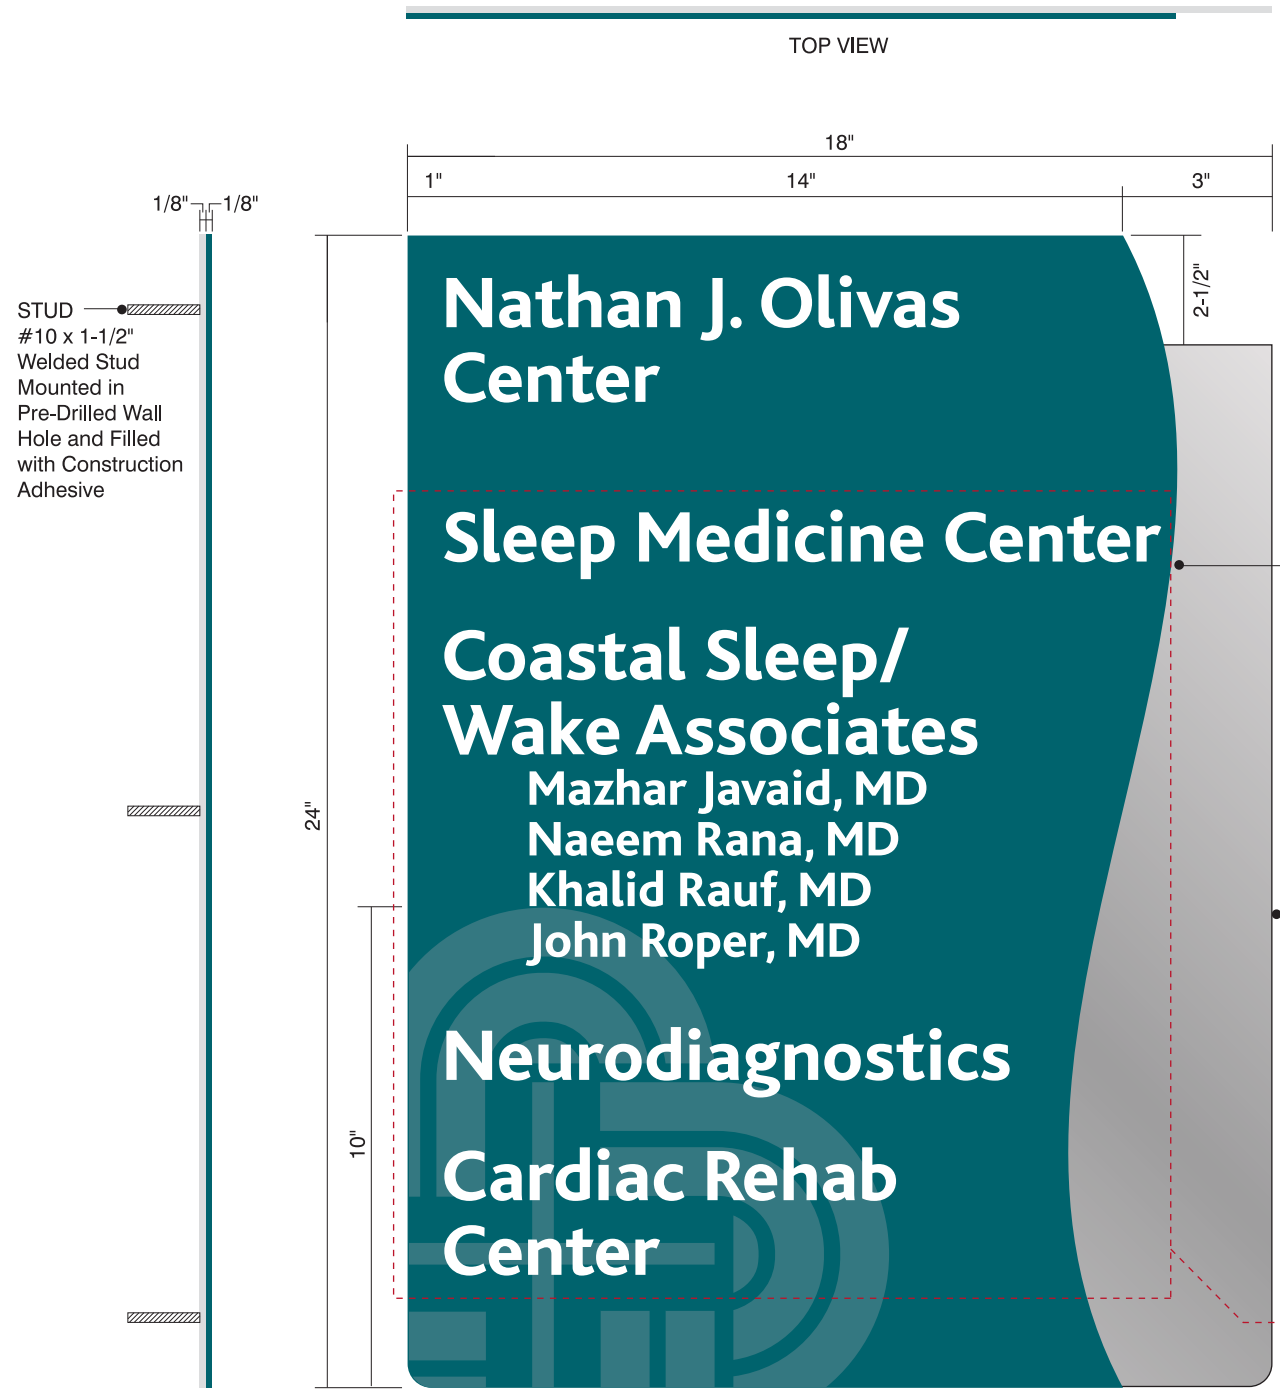 TOP VIEW
18"
1" 14" 3"
1/8" 1/8"
2-1/2"
STUD
#10 x 1-1/2"
Welded Stud
Mounted in
Pre-Drilled Wall
Hole and Filled
with Construction
Adhesive
24"
10"
Nathan J. Olivas
Center
Sleep Medicine Center
Coastal Sleep/
Wake Associates
Mazhar Javaid, MD
Naeem Rana, MD
Khalid Rauf, MD
John Roper, MD
Neurodiagnostics
Cardiac Rehab
Center